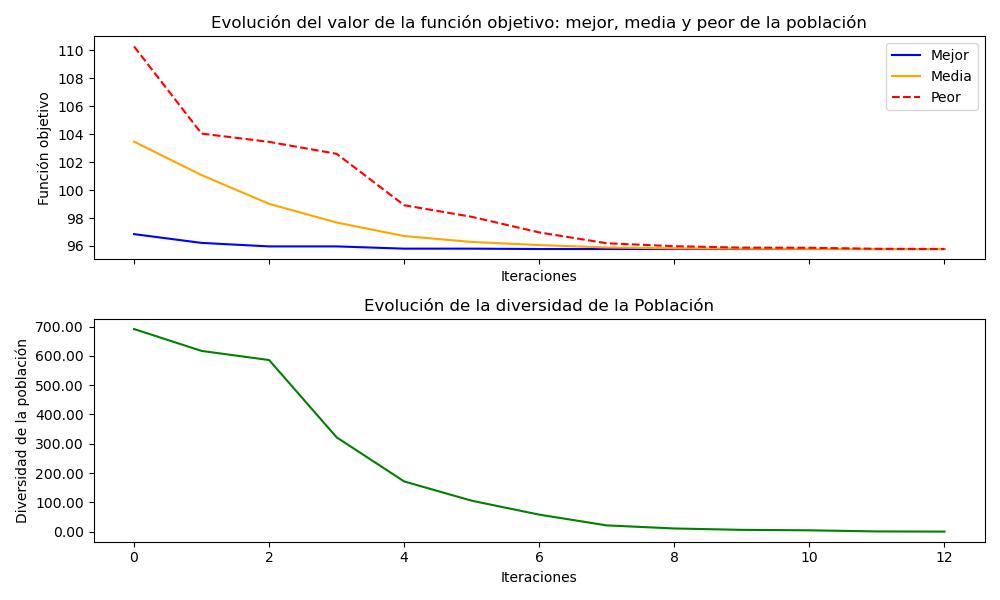 Evolución del valor de la función objetivo: mejor, media y peor de la población
Función objetivo
110
108
106
104
102
100
98
96
Mejor
Media
Peor
Iteraciones
Evolución de la diversidad de la Población
Diversidad de la población
700.00
600.00
500.00
400.00
300.00
200.00
100.00
0.00
0 2 4 6 8 10 12
Iteraciones